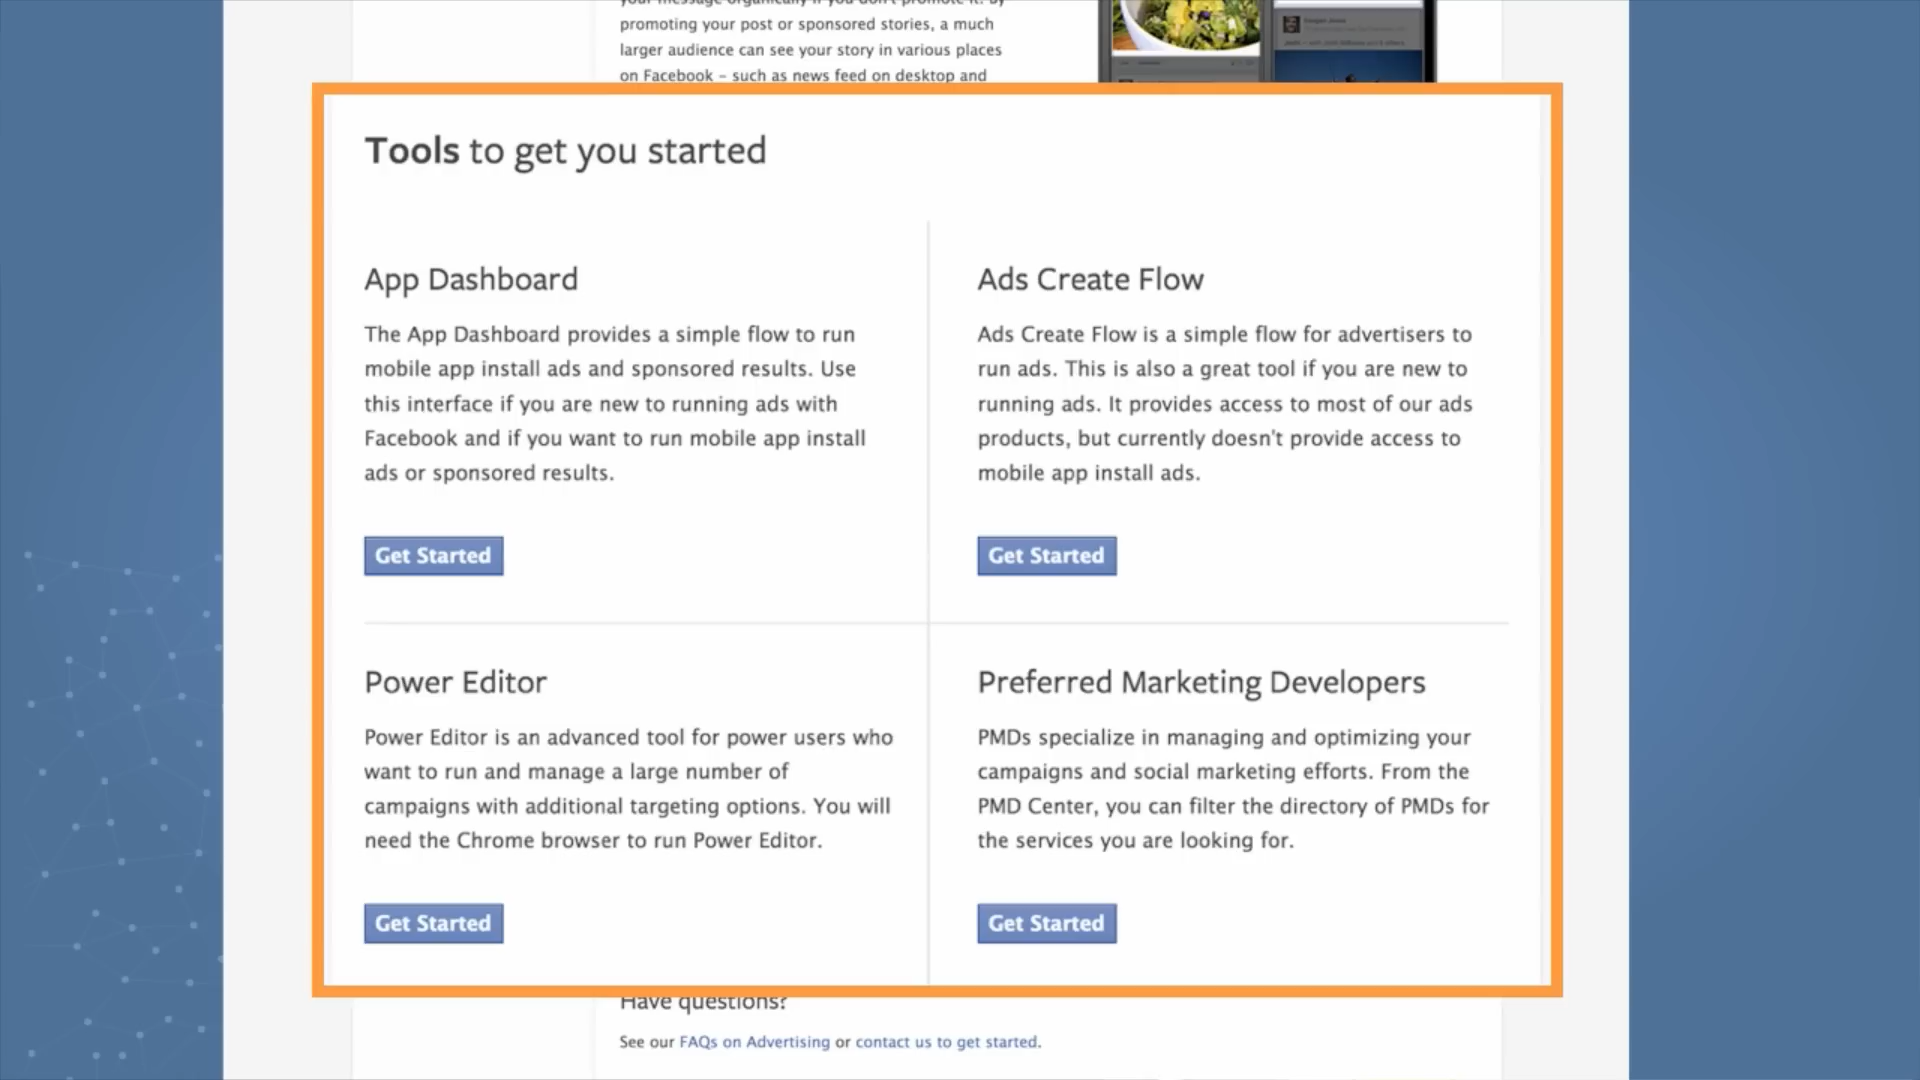 promoting your post or sponsored stories, a much
larger audience can see your story in various places
on Facebook – such as news feed on desktop and
Tools to get you started
App Dashboard
The App Dashboard provides a simple flow to run
mobile app install ads and sponsored results. Use
this interface if you are new to running ads with
Facebook and if you want to run mobile app install
ads or sponsored results.
Get Started
Ads Create Flow
Ads Create Flow is a simple flow for advertisers to
run ads. This is also a great tool if you are new to
running ads. It provides access to most of our ads
products, but currently doesn't provide access to
mobile app install ads.
Get Started
Power Editor
Power Editor is an advanced tool for power users who
want to run and manage a large number of
campaigns with additional targeting options. You will
need the Chrome browser to run Power Editor.
Get Started
Preferred Marketing Developers
PMDs specialize in managing and optimizing your
campaigns and social marketing efforts. From the
PMD Center, you can filter the directory of PMDs for
the services you are looking for.
Get Started
Have questions?
See our FAQs on Advertising or contact us to get started.